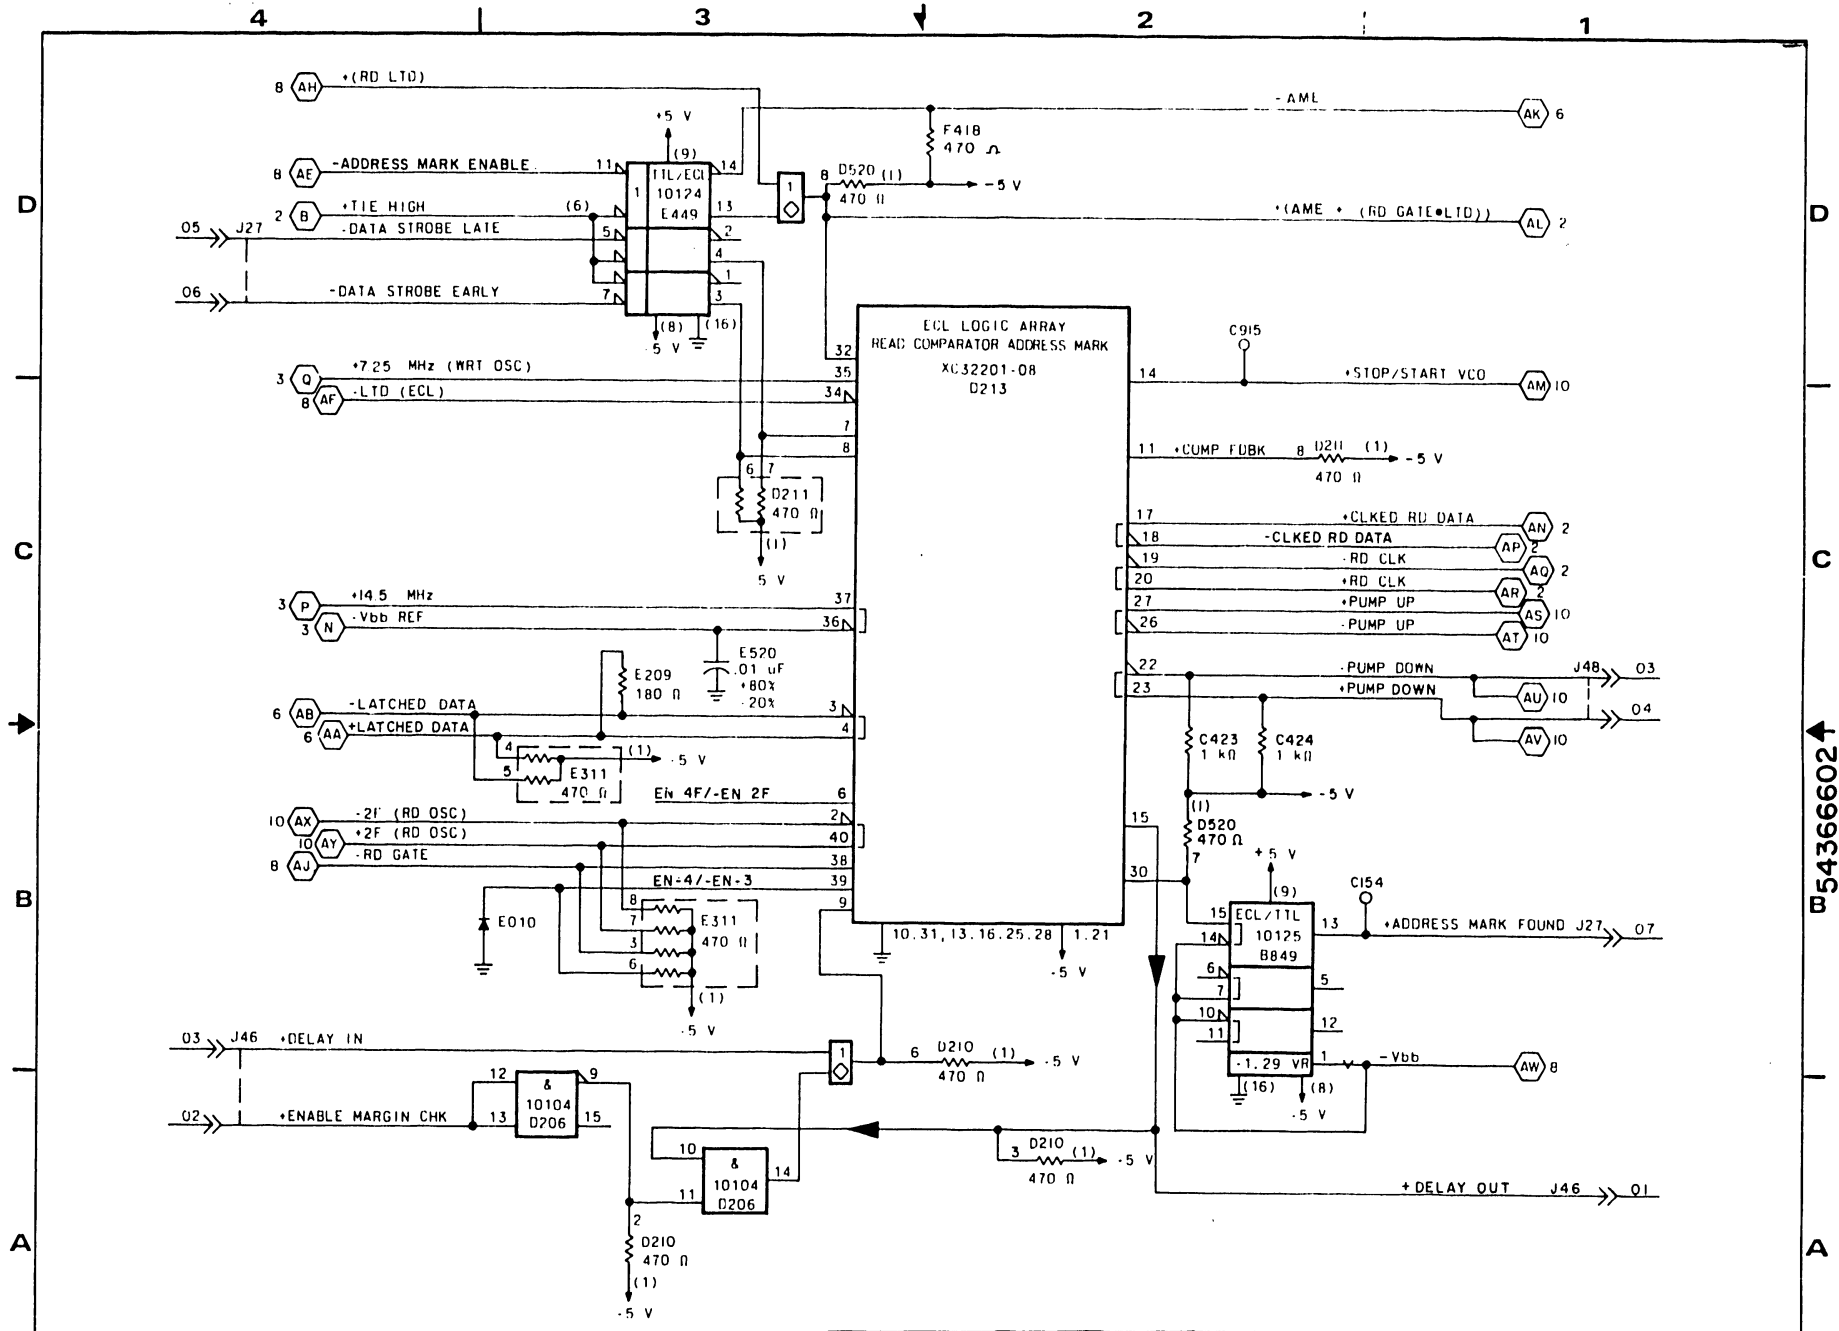 4 3 2 1
8 AH +(RD LTD)
-AME AK 6
+5 V
(9)
F418
470 Ω
8 AE -ADDRESS MARK ENABLE 11
TTL/ECL 14
1 10124
E449 13
1
8 D520 (1)
470 Ω
-5 V
D D
2 B +TIE HIGH (6)
+(AME + (RD GATE●LTD)) AL 2
05 J27 -DATA STROBE LATE 5 2
4
1
06 -DATA STROBE EARLY 7 3
(8) (16)
-5 V
ECL LOGIC ARRAY
READ COMPARATOR ADDRESS MARK
XC32201-08
D213
C915
32
3 Q +7.25 MHz (WRT OSC) 35
14 +STOP/START VCO AM 10
8 AF -LTD (ECL) 34
7
8
11 +COMP FDBK 8 D211 (1) -5 V
470 Ω
6 7
D211
470 Ω
(1)
5 V
17 +CLKED RD DATA AN 2
18 -CLKED RD DATA AP 2
C C
19 -RD CLK AQ 2
20 +RD CLK AR 2
3 P +14.5 MHz 37
27 +PUMP UP AS 10
3 N -Vbb REF 36
26 -PUMP UP AT 10
E520
.01 uF
+80%
-20%
E209
180 Ω
22 -PUMP DOWN J48 03
23 +PUMP DOWN AU 10
04
AV 10
6 AB -LATCHED DATA 3
6 AA +LATCHED DATA 4
4 (1) -5 V
5 E311
470 Ω
C423
1 kΩ
C424
1 kΩ
-5 V
EN 4F/-EN 2F 6
10 AX -2F (RD OSC) 2
10 AY +2F (RD OSC) 40
8 AJ -RD GATE 38
EN-4/-EN-3 39
9
15
(1)
D520
470 Ω
7
30
+5 V
(9)
C154
B B
E010
8
7
3
6
E311
470 Ω
(1)
-5 V
10.31,13.16.25.28 1.21
-5 V
15 ECL/TTL 13 +ADDRESS MARK FOUND J27 07
14 10125
B849
6 5
7
10 12
11
-1.29 VR 1 -Vbb AW 8
(16) (8)
-5 V
03 J46 +DELAY IN
1
6 D210 (1) -5 V
470 Ω
02 +ENABLE MARGIN CHK
12 & 9
10104
13 D206 15
10 & 14
10104
11 D206
3 D210 (1) -5 V
470 Ω
+DELAY OUT J46 01
A A
2
D210
470 Ω
(1)
-5 V
B543666021